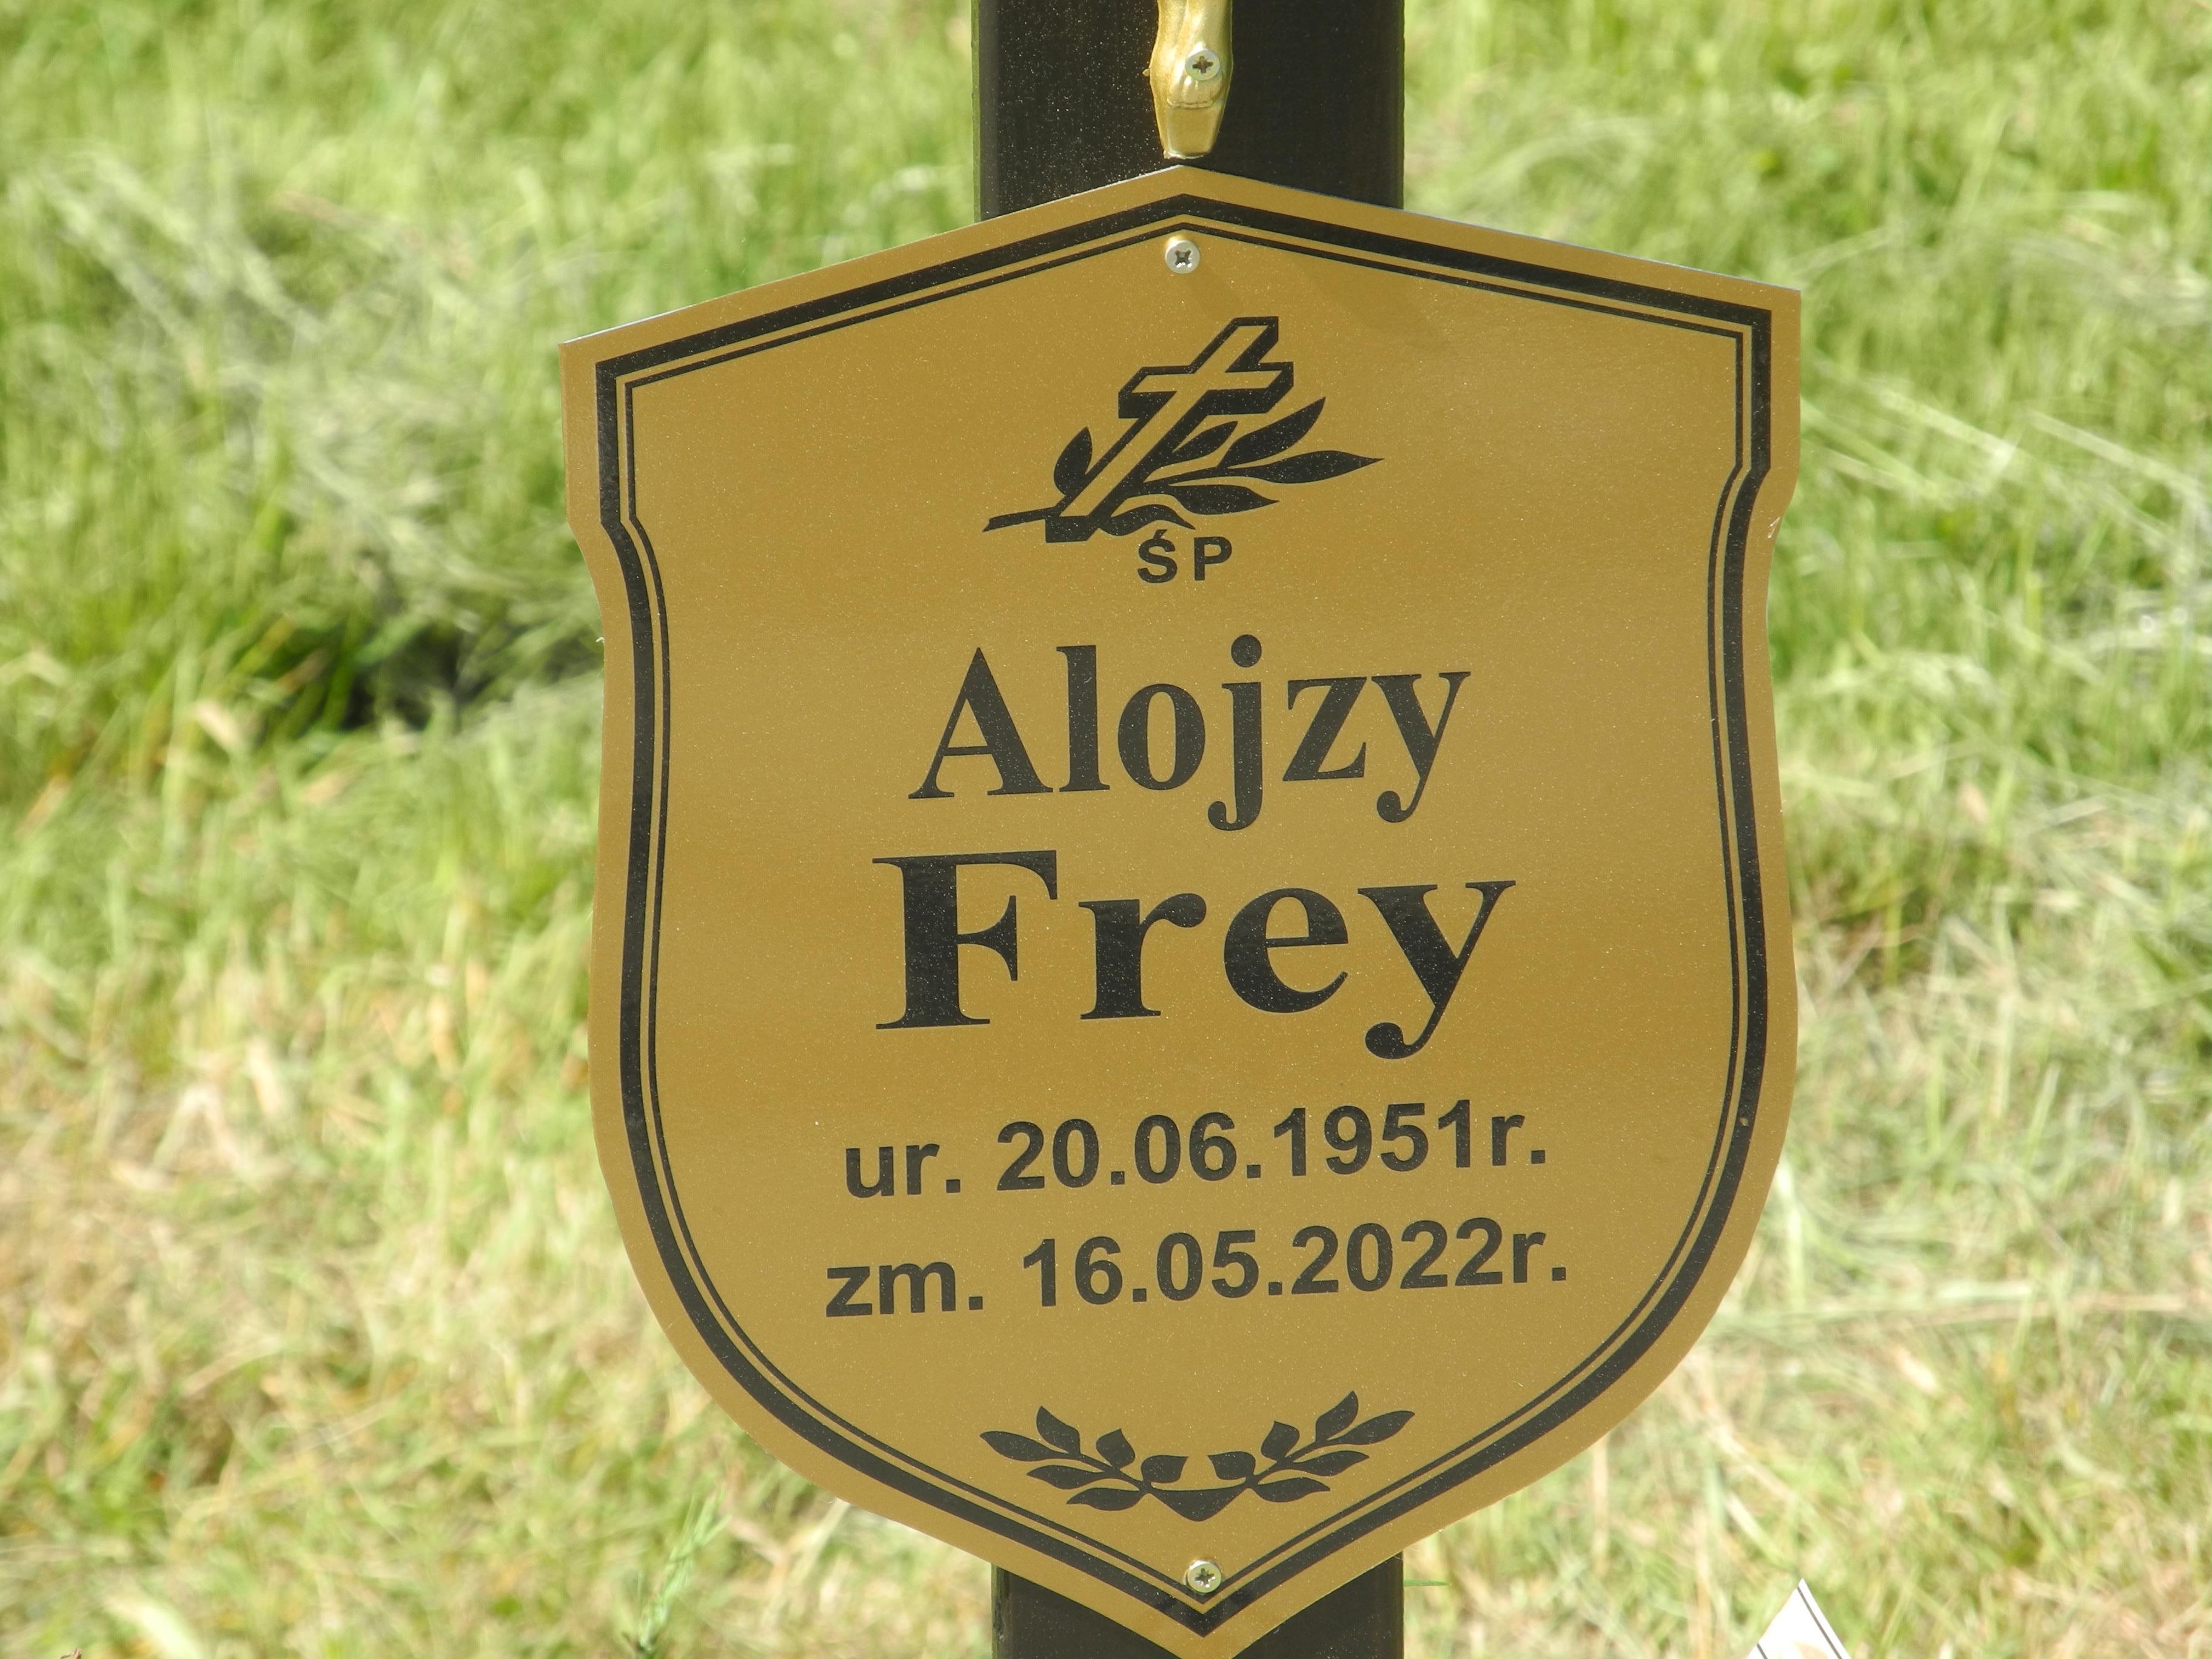 ŚP
Alojzy
Frey
ur. 20.06.1951r.
zm. 16.05.2022r.